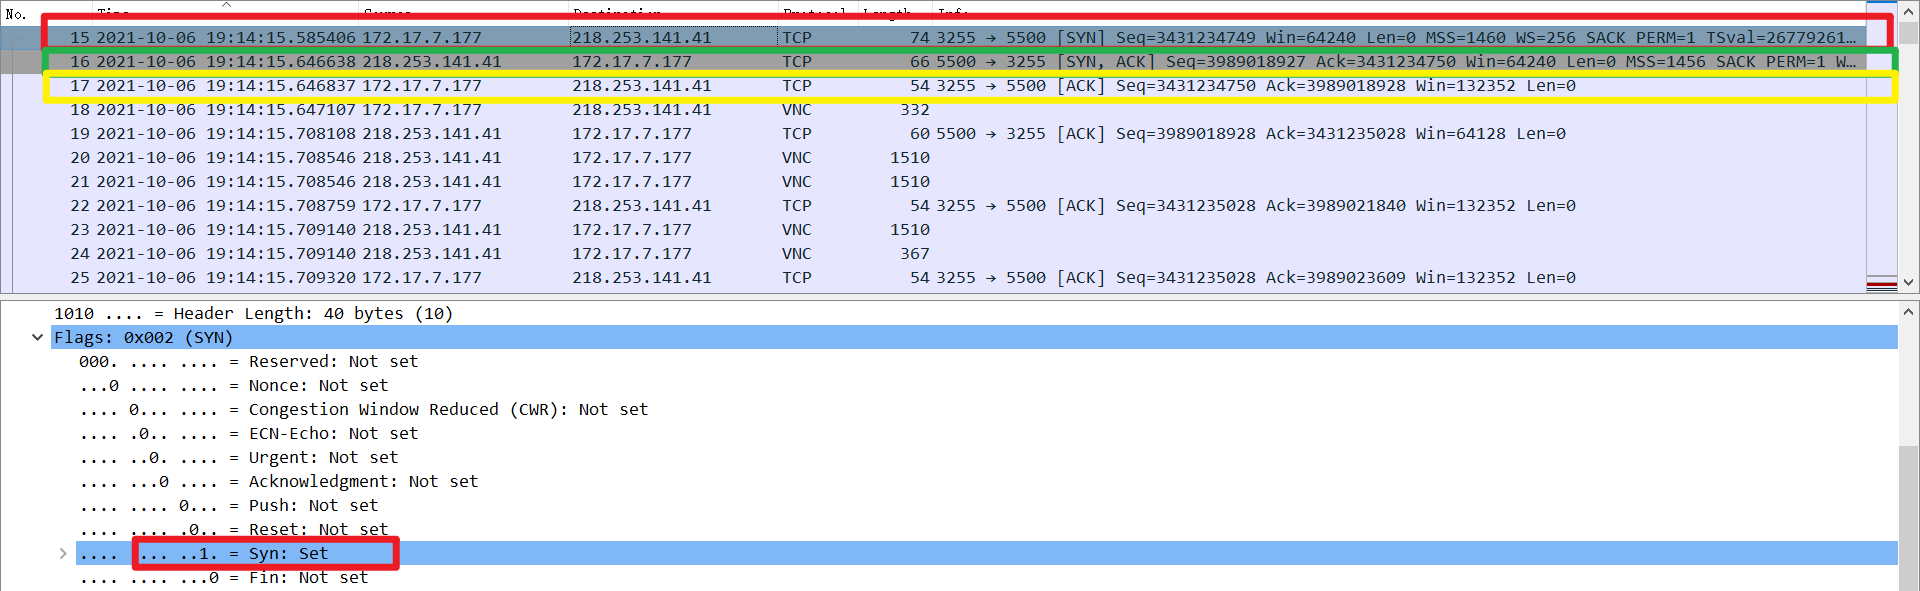 No. Time Source Destination Protocol Length Info
15 2021-10-06 19:14:15.585406 172.17.7.177 218.253.141.41 TCP 74 3255 → 5500 [SYN] Seq=3431234749 Win=64240 Len=0 MSS=1460 WS=256 SACK_PERM=1 TSval=26779261…
16 2021-10-06 19:14:15.646638 218.253.141.41 172.17.7.177 TCP 66 5500 → 3255 [SYN, ACK] Seq=3989018927 Ack=3431234750 Win=64240 Len=0 MSS=1456 SACK_PERM=1 W…
17 2021-10-06 19:14:15.646837 172.17.7.177 218.253.141.41 TCP 54 3255 → 5500 [ACK] Seq=3431234750 Ack=3989018928 Win=132352 Len=0
18 2021-10-06 19:14:15.647107 172.17.7.177 218.253.141.41 VNC 332
19 2021-10-06 19:14:15.708108 218.253.141.41 172.17.7.177 TCP 60 5500 → 3255 [ACK] Seq=3989018928 Ack=3431235028 Win=64128 Len=0
20 2021-10-06 19:14:15.708546 218.253.141.41 172.17.7.177 VNC 1510
21 2021-10-06 19:14:15.708546 218.253.141.41 172.17.7.177 VNC 1510
22 2021-10-06 19:14:15.708759 172.17.7.177 218.253.141.41 TCP 54 3255 → 5500 [ACK] Seq=3431235028 Ack=3989021840 Win=132352 Len=0
23 2021-10-06 19:14:15.709140 218.253.141.41 172.17.7.177 VNC 1510
24 2021-10-06 19:14:15.709140 218.253.141.41 172.17.7.177 VNC 367
25 2021-10-06 19:14:15.709320 172.17.7.177 218.253.141.41 TCP 54 3255 → 5500 [ACK] Seq=3431235028 Ack=3989023609 Win=132352 Len=0
1010 .... = Header Length: 40 bytes (10)
Flags: 0x002 (SYN)
000. .... .... = Reserved: Not set
...0 .... .... = Nonce: Not set
.... 0... .... = Congestion Window Reduced (CWR): Not set
.... .0.. .... = ECN-Echo: Not set
.... ..0. .... = Urgent: Not set
.... ...0 .... = Acknowledgment: Not set
.... .... 0... = Push: Not set
.... .... .0.. = Reset: Not set
.... .... ..1. = Syn: Set
.... .... ...0 = Fin: Not set